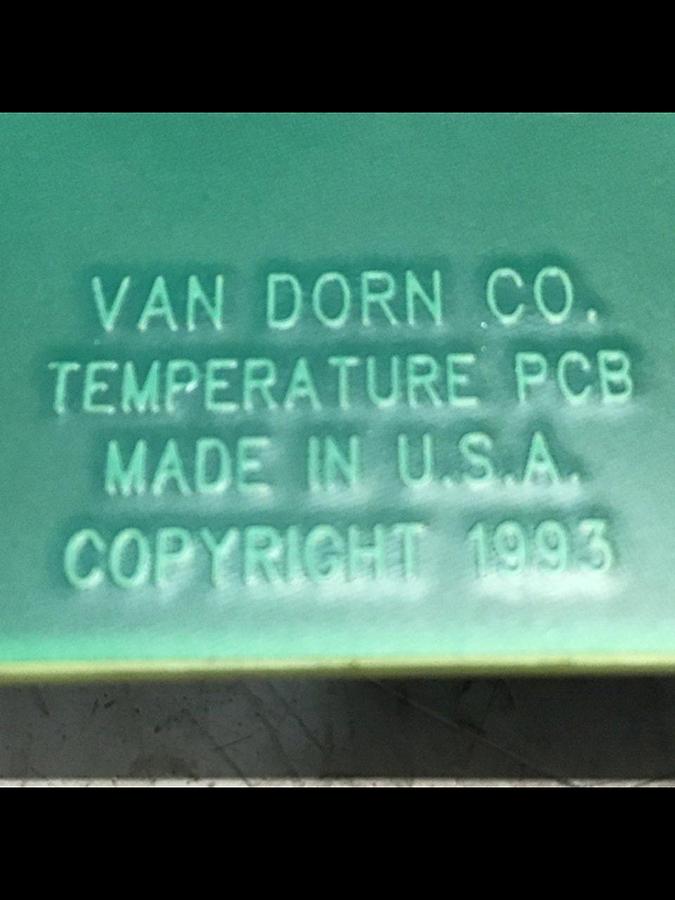 VAN DORN CO.
TEMPERATURE PCB
MADE IN U.S.A.
COPYRIGHT 1993